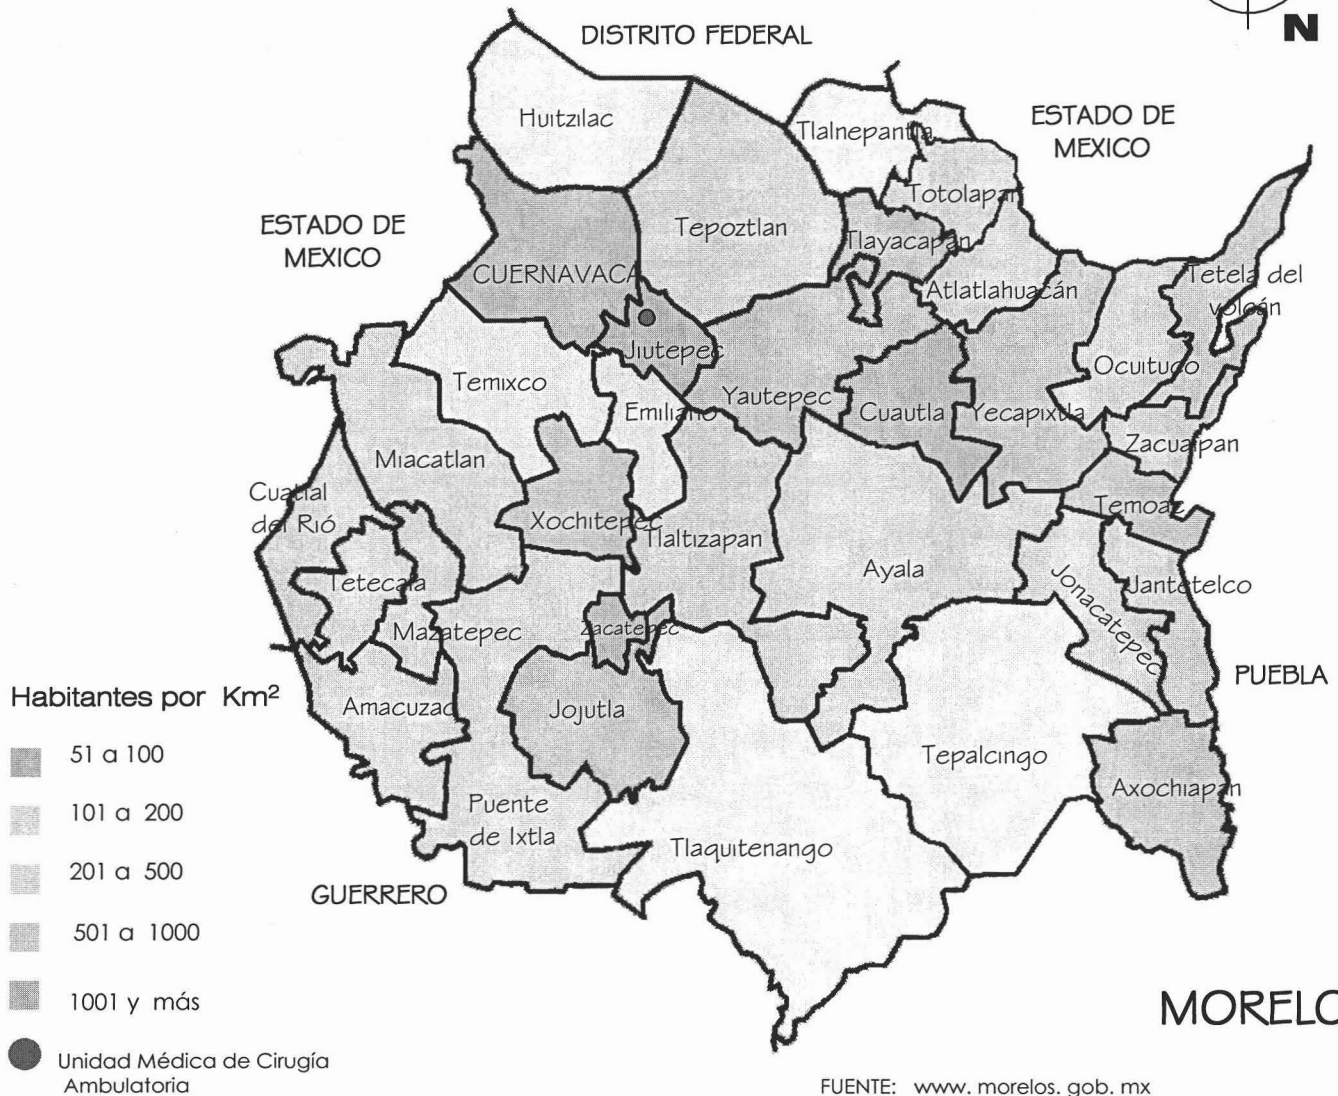 N
DISTRITO FEDERAL
ESTADO DE
MEXICO
Huitzilac
Tlalnepantla
Totolapan
ESTADO DE
MEXICO
Tepoztlan
Tlayacapan
CUERNAVACA
Atlatlahuacán
Tetela del
volcán
Jiutepec
Ocuituco
Temixco
Yautepec
Emiliano
Cuautla
Yecapixtla
Zacualpan
Miacatlan
Cuatlal
del Rió
Temoac
Xochitepec
Tlaltizapan
Ayala
Tetecala
Jonacatepec
Jantetelco
Mazatepec
Zacatepec
PUEBLA
Habitantes por Km²
Amacuzac
Jojutla
51 a 100
Tepalcingo
Axochiapan
101 a 200
Puente
de Ixtla
Tlaquitenango
201 a 500
GUERRERO
501 a 1000
1001 y más
MORELO
Unidad Médica de Cirugía
Ambulatoria
FUENTE: www. morelos. gob. mx